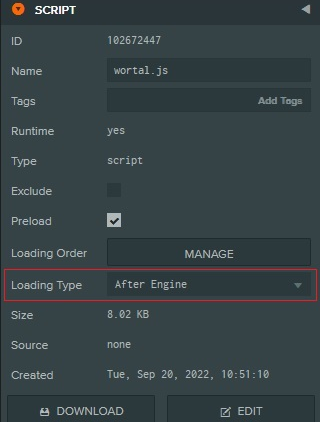 SCRIPT
ID 102672447
Name wortal.js
Tags Add Tags
Runtime yes
Type script
Exclude
Preload
Loading Order MANAGE
Loading Type After Engine
Size 8.02 KB
Source none
Created Tue, Sep 20, 2022, 10:51:10
DOWNLOAD EDIT